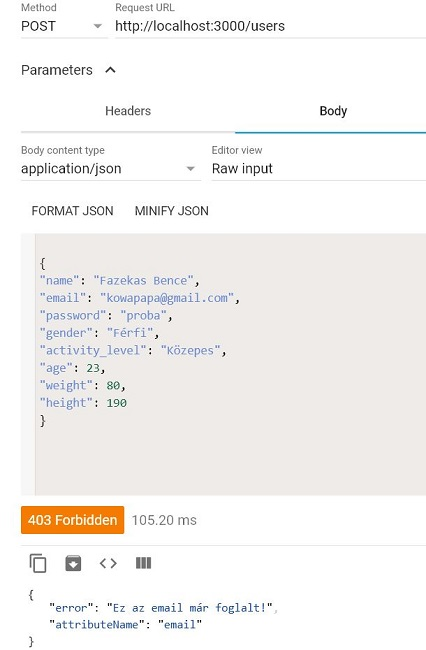 Method Request URL
POST http://localhost:3000/users
Parameters
Headers Body
Body content type Editor view
application/json Raw input
FORMAT JSON MINIFY JSON
{
"name": "Fazekas Bence",
"email": "kowapapa@gmail.com",
"password": "proba",
"gender": "Férfi",
"activity_level": "Közepes",
"age": 23,
"weight": 80,
"height": 190
}
403 Forbidden 105.20 ms
{
"error": "Ez az email már foglalt!",
"attributeName": "email"
}